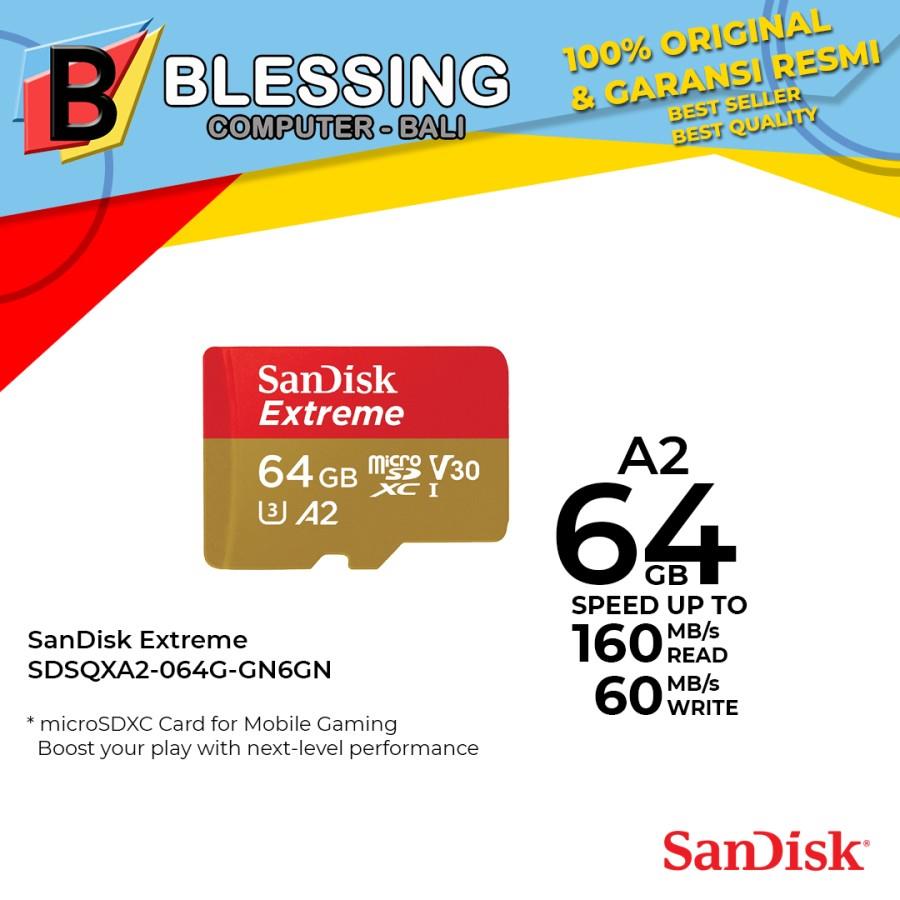 B BLESSING
COMPUTER - BALI
100% ORIGINAL
& GARANSI RESMI
BEST SELLER
BEST QUALITY
SanDisk
Extreme
64 GB micro SD XC V30 I
3 A2
A2
64 GB
SPEED UP TO
160 MB/s READ
60 MB/s WRITE
SanDisk Extreme
SDSQXA2-064G-GN6GN
* microSDXC Card for Mobile Gaming
Boost your play with next-level performance
SanDisk®